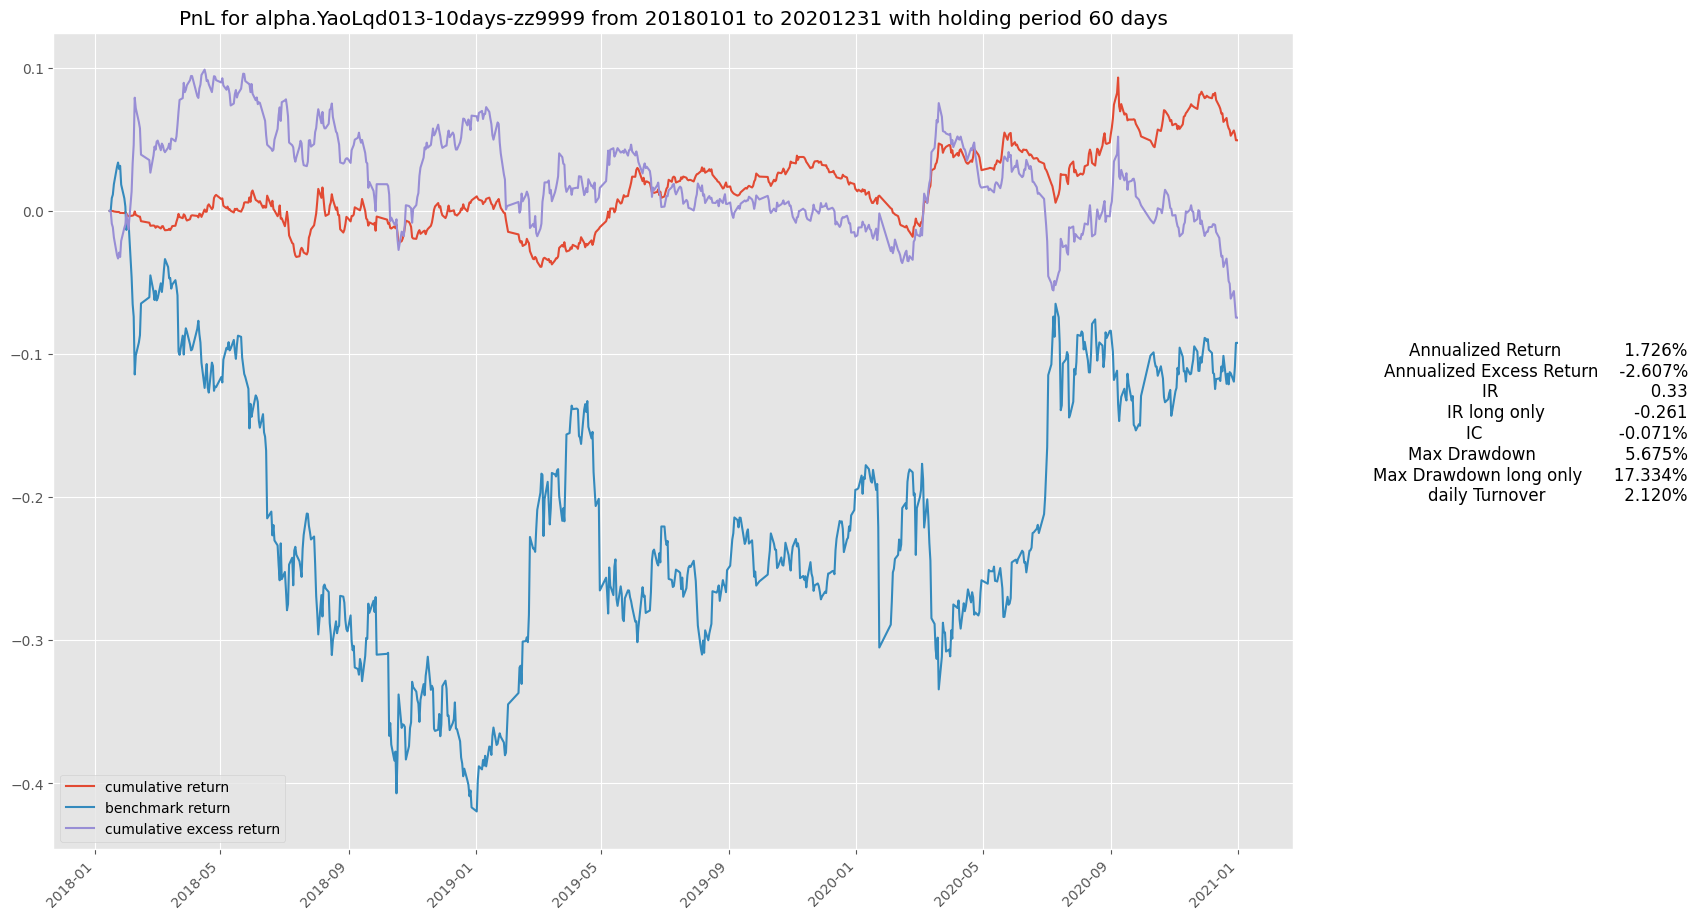 PnL for alpha.YaoLqd013-10days-zz9999 from 20180101 to 20201231 with holding period 60 days
0.1
0.0
−0.1
−0.2
−0.3
−0.4
cumulative return
benchmark return
cumulative excess return
2018-01
2018-05
2018-09
2019-01
2019-05
2019-09
2020-01
2020-05
2020-09
2021-01
Annualized Return 1.726%
Annualized Excess Return -2.607%
IR 0.33
IR long only -0.261
IC -0.071%
Max Drawdown 5.675%
Max Drawdown long only 17.334%
daily Turnover 2.120%